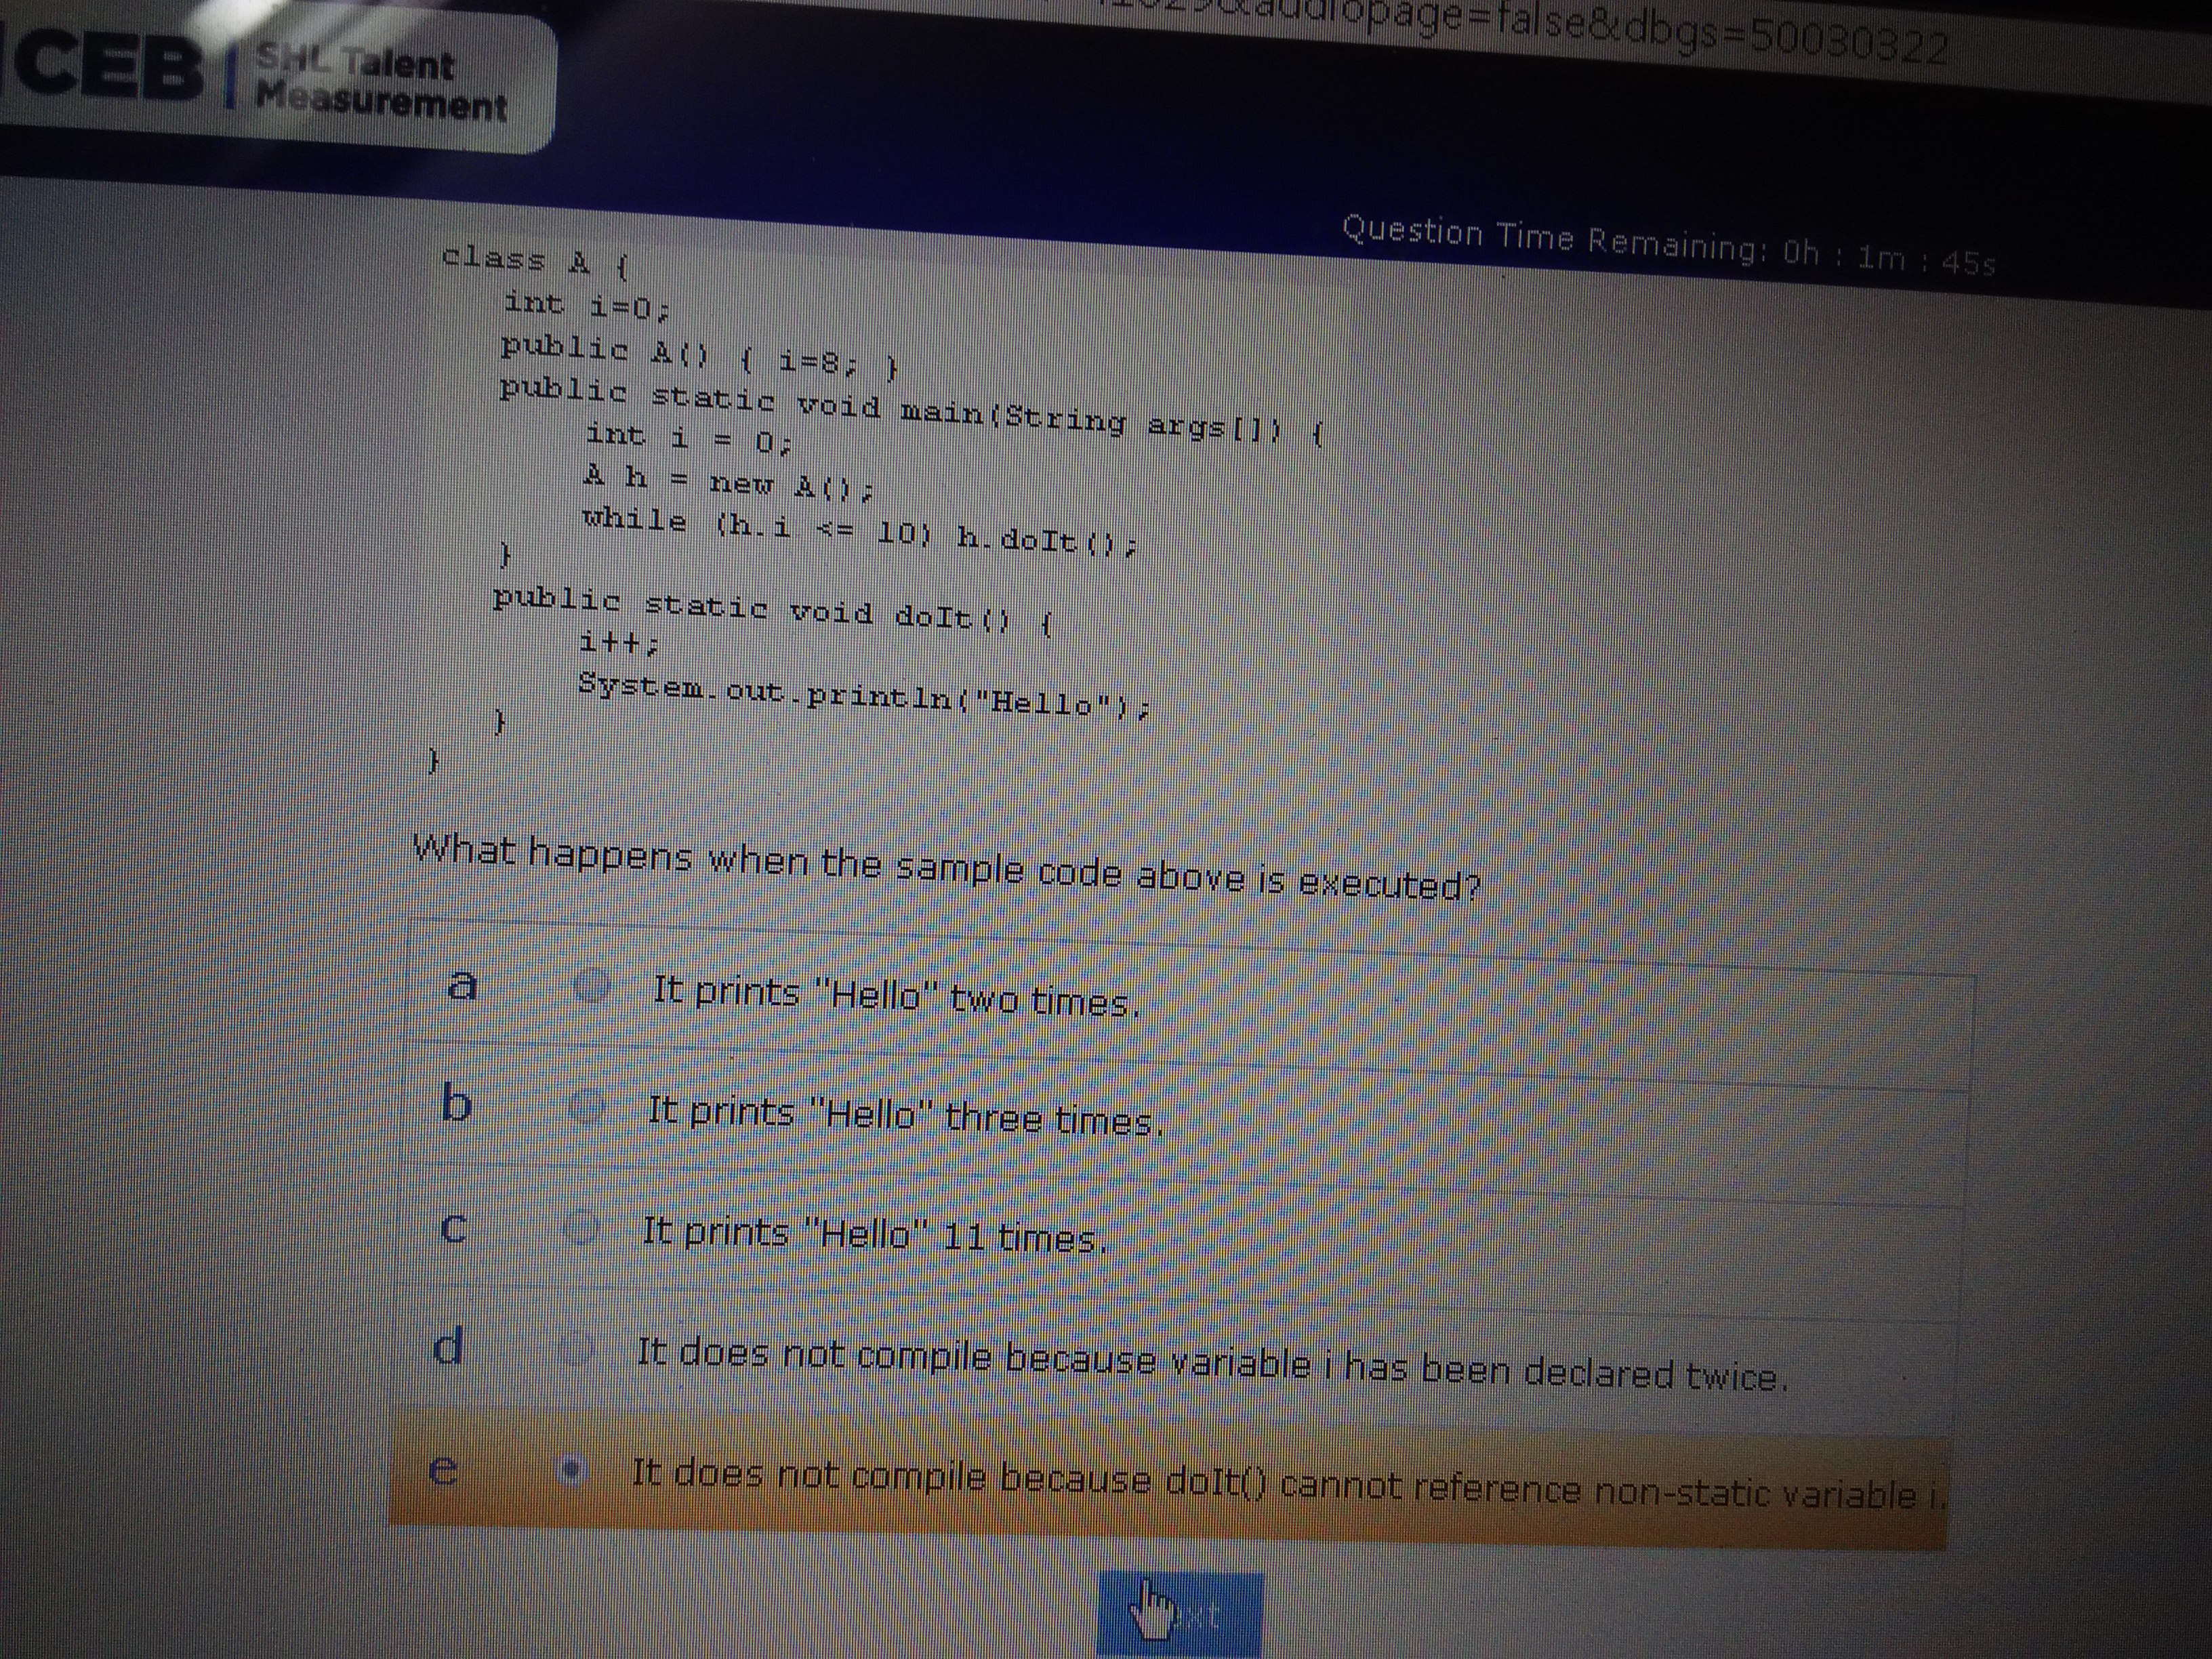 &audiopage=false&dbgs=50030322
CEB
SHL Talent
Measurement
Question Time Remaining: 0h : 1m : 45s
class A {
int i=0;
public A() { i=8; }
public static void main(String args[]) {
int i = 0;
A h = new A();
while (h.i <= 10) h.doIt();
}
public static void doIt() {
i++;
System.out.println("Hello");
}
}
What happens when the sample code above is executed?
a It prints "Hello" two times.
b It prints "Hello" three times.
c It prints "Hello" 11 times.
d It does not compile because variable i has been declared twice.
e It does not compile because doIt() cannot reference non-static variable i.